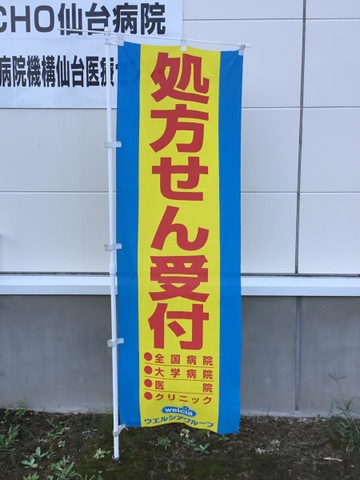 CHO仙台病院
病院機構仙台医療
処方せん受付
●全国病院
●大学病院
●医院
●クリニック
welcia
ウエルシアグループ